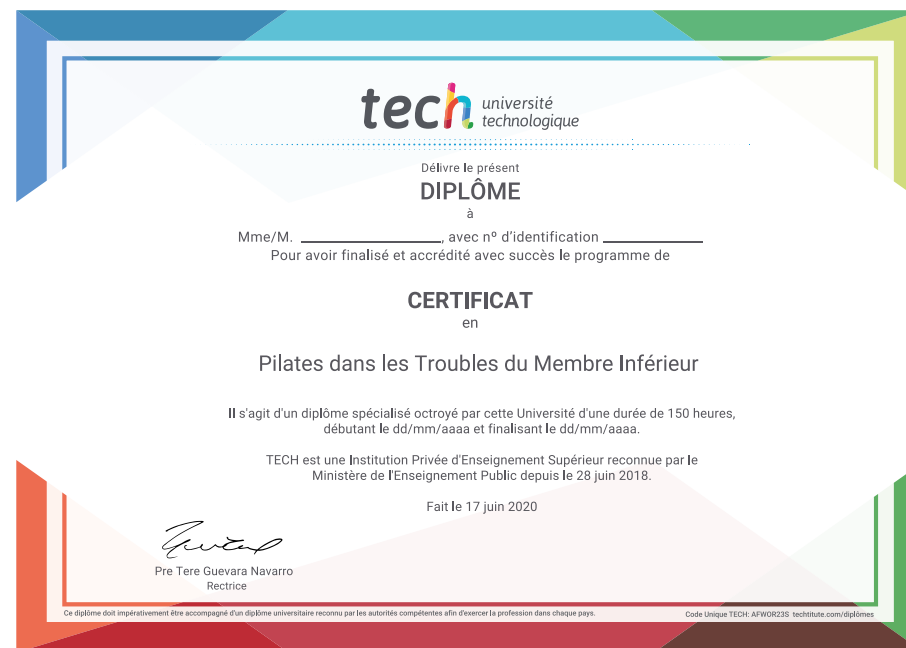 tech université
technologique
Délivre le présent
DIPLÔME
à
Mme/M. ____________________, avec nº d'identification ______________
Pour avoir finalisé et accrédité avec succès le programme de
CERTIFICAT
en
Pilates dans les Troubles du Membre Inférieur
Il s'agit d'un diplôme spécialisé octroyé par cette Université d'une durée de 150 heures,
débutant le dd/mm/aaaa et finalisant le dd/mm/aaaa.
TECH est une Institution Privée d'Enseignement Supérieur reconnue par le
Ministère de l'Enseignement Public depuis le 28 juin 2018.
Fait le 17 juin 2020
Pre Tere Guevara Navarro
Rectrice
Ce diplôme doit impérativement être accompagné d'un diplôme universitaire reconnu par les autorités compétentes afin d'exercer la profession dans chaque pays.
Code Unique TECH: AFWOR23S techtitute.com/diplômes